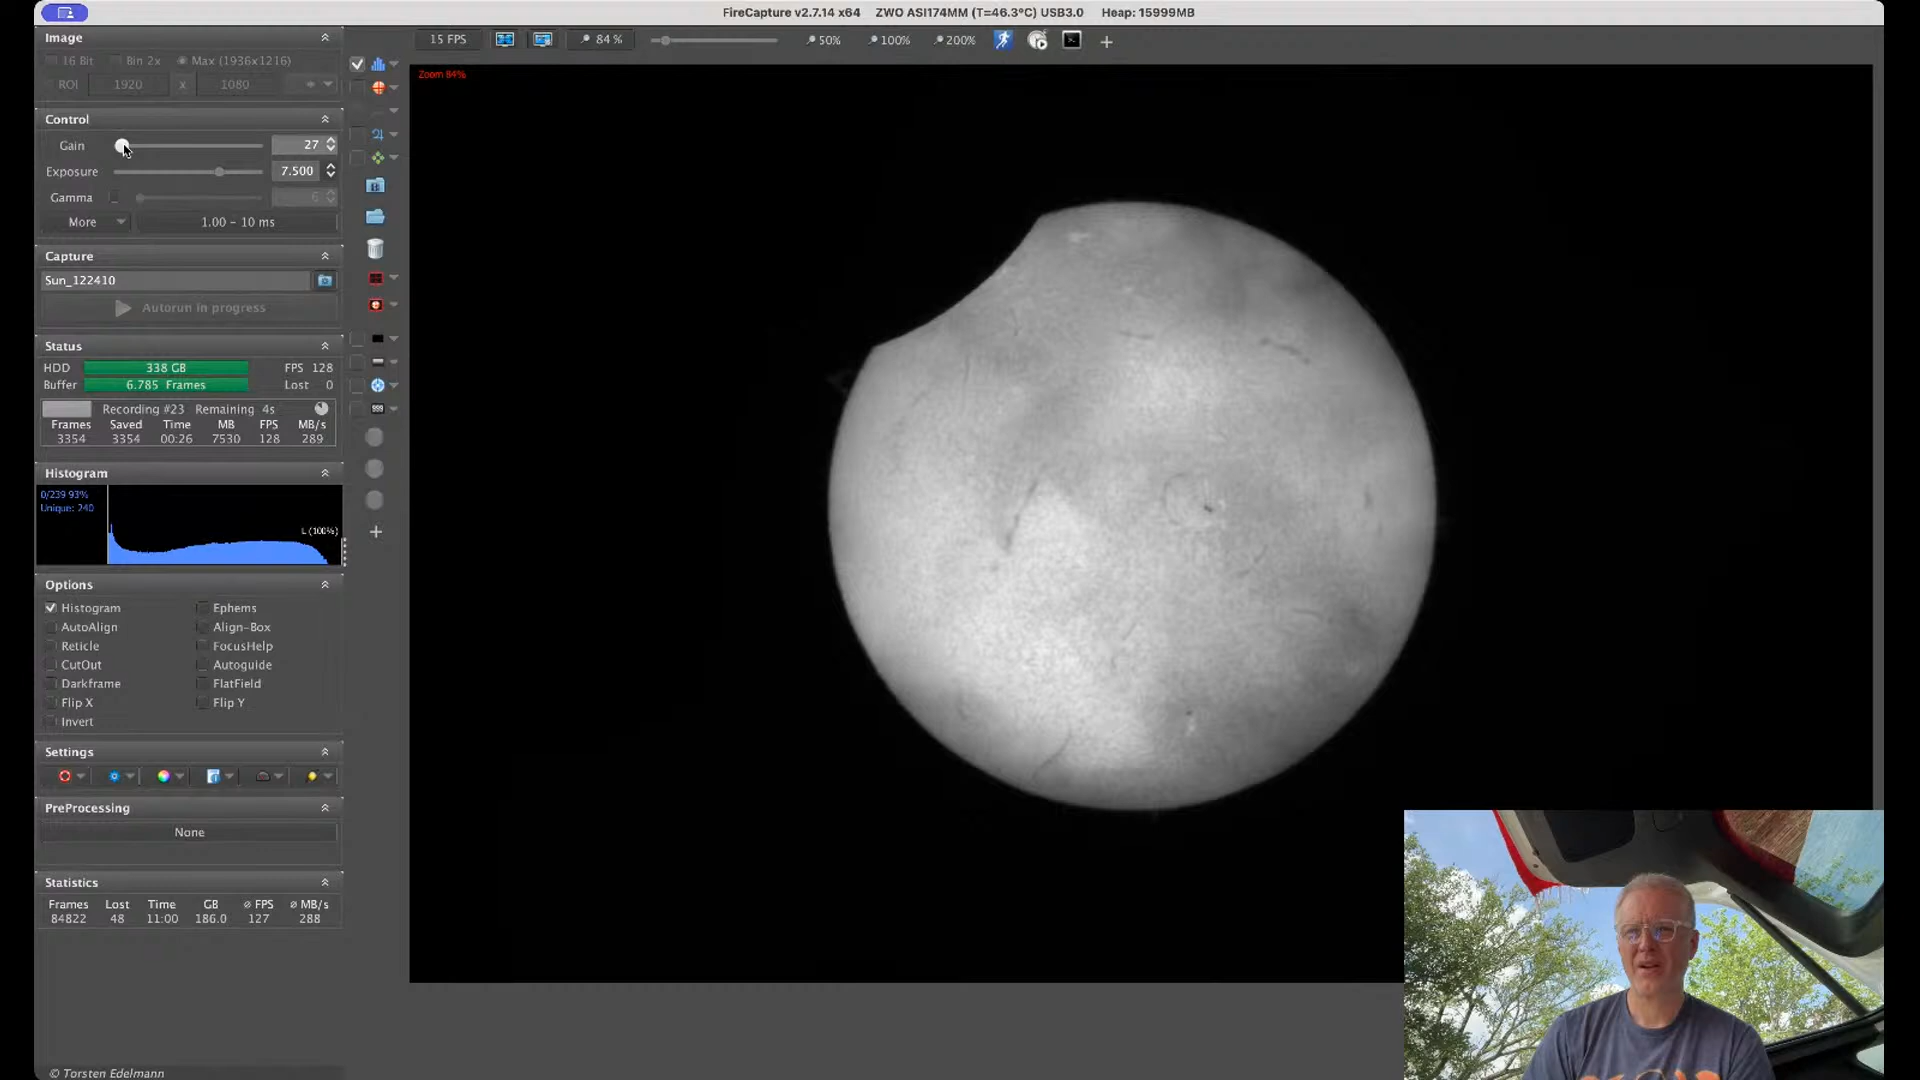 FireCapture v2.7.14 x64 ZWO ASI174MM (T=46.3°C) USB3.0 Heap: 15999MB
Image
15 FPS 84 % 50% 100% 200%
16 Bit Bin 2x Max (1936x1216)
ROI 1920 x 1080
Zoom 84%
Control
Gain 27
Exposure 7.500
Gamma 6
More 1.00 - 10 ms
Capture
Sun_122410
Autorun in progress
Status
HDD 338 GB FPS 128
Buffer 6.785 Frames Lost 0
Recording #23 Remaining 4s
Frames Saved Time MB FPS MB/s
3354 3354 00:26 7530 128 289
999
Histogram
0/239 93%
Unique: 240
L (100%)
Options
Histogram Ephems
AutoAlign Align-Box
Reticle FocusHelp
CutOut Autoguide
Darkframe FlatField
Flip X Flip Y
Invert
Settings
PreProcessing
None
Statistics
Frames Lost Time GB ø FPS ø MB/s
84822 48 11:00 186.0 127 288
© Torsten Edelmann